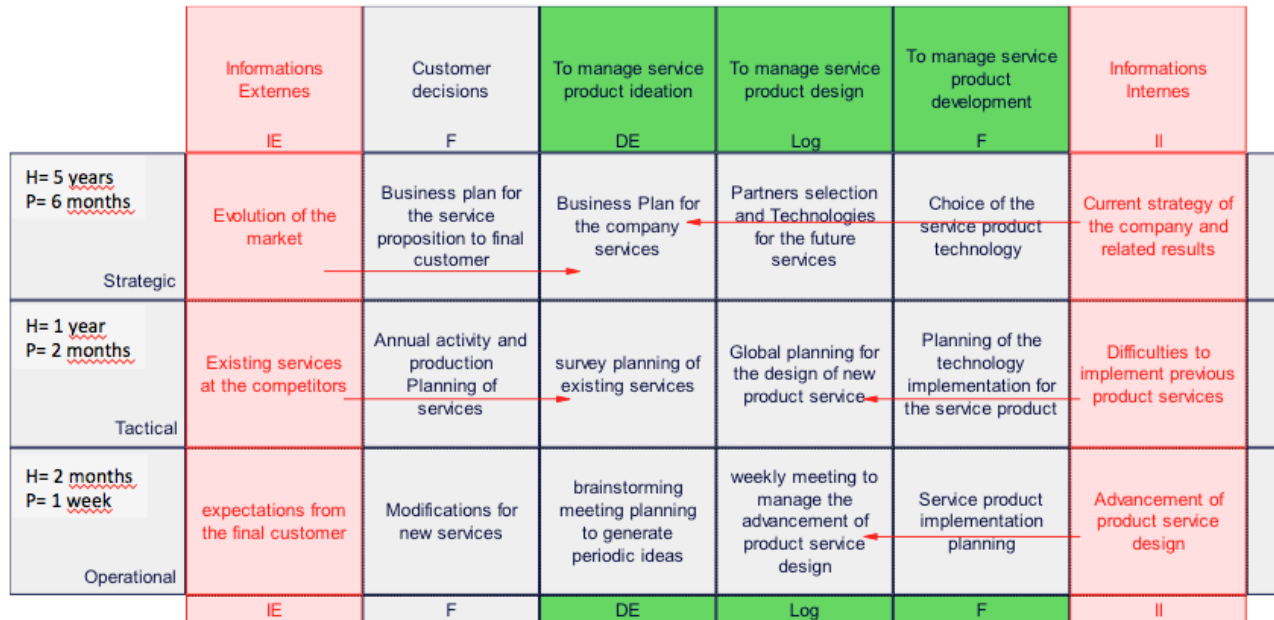 Informations
Externes
IE
Customer
decisions
F
To manage service
product ideation
DE
To manage service
product design
Log
To manage service
product
development
F
Informations
Internes
II
H= 5 years
P= 6 months
Strategic
Evolution of the
market
Business plan for
the service
proposition to final
customer
Business Plan for
the company
services
Partners selection
and Technologies
for the future
services
Choice of the
service product
technology
Current strategy of
the company and
related results
H= 1 year
P= 2 months
Tactical
Existing services
at the competitors
Annual activity and
production
Planning of
services
survey planning of
existing services
Global planning for
the design of new
product service
Planning of the
technology
implementation for
the service product
Difficulties to
implement previous
product services
H= 2 months
P= 1 week
Operational
expectations from
the final customer
Modifications for
new services
brainstorming
meeting planning
to generate
periodic ideas
weekly meeting to
manage the
advancement of
product service
design
Service product
implementation
planning
Advancement of
product service
design
IE
F
DE
Log
F
II